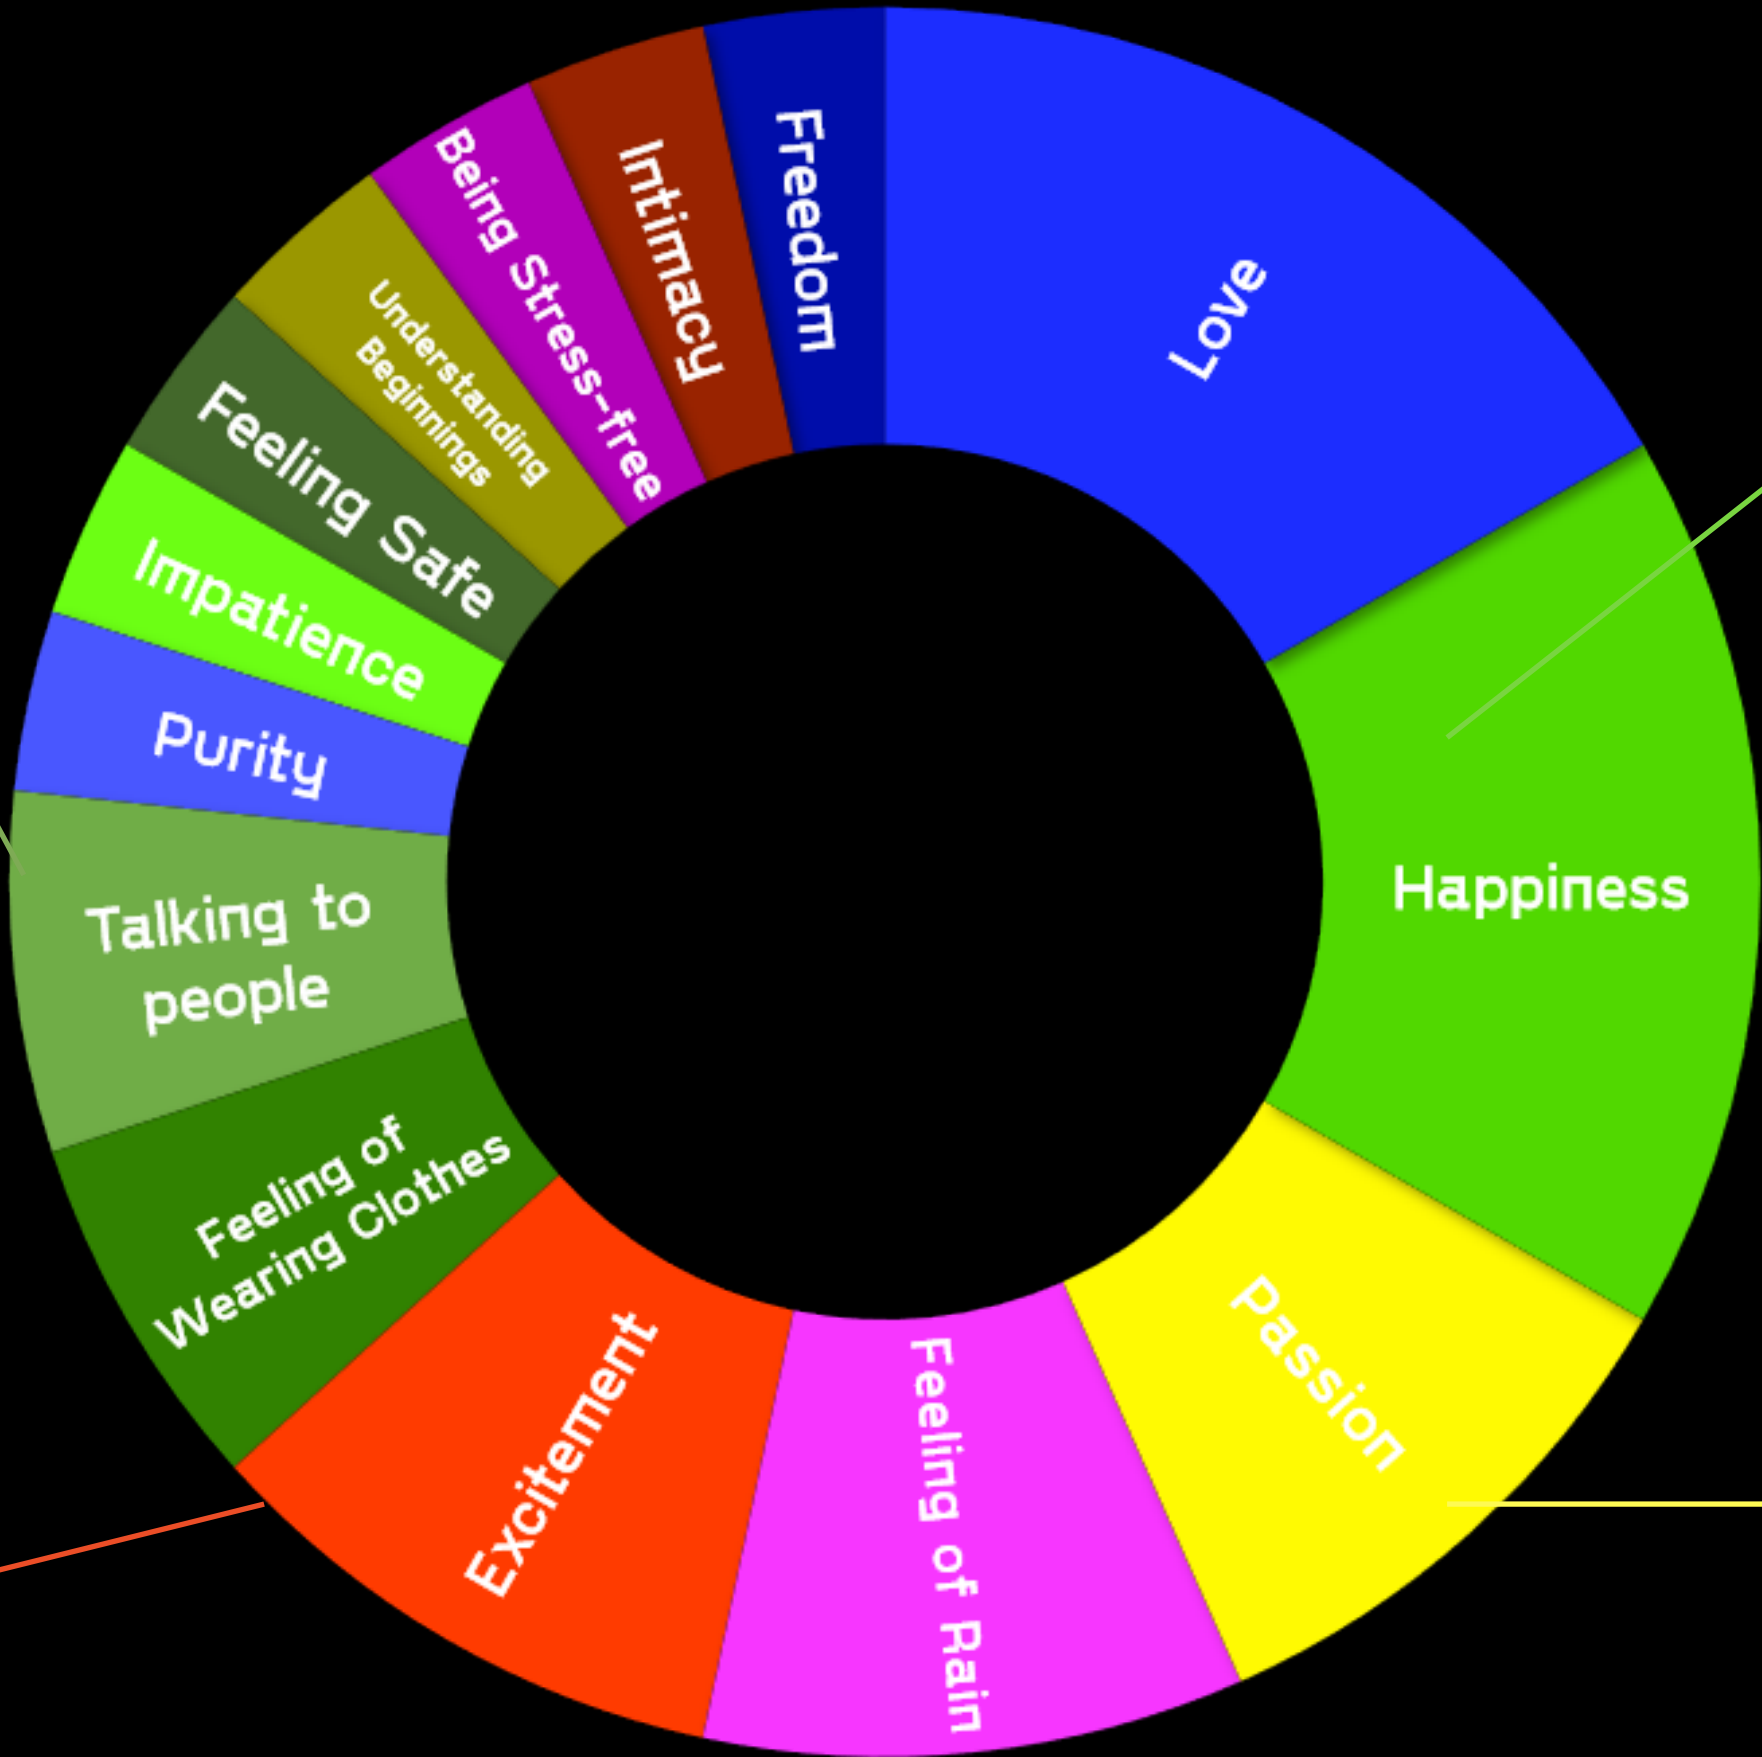 Love
Happiness
Passion
Feeling of Rain
Excitement
Feeling of
Wearing Clothes
Talking to
people
Purity
Impatience
Feeling Safe
Understanding
Beginnings
Being Stress-free
Intimacy
Freedom